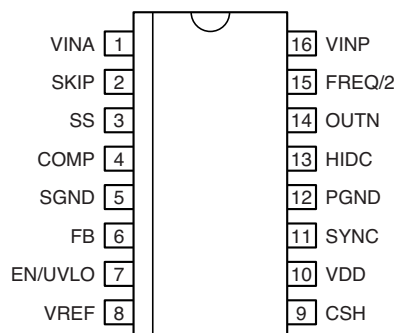 VINA 1 16 VINP
SKIP 2 15 FREQ/2
SS 3 14 OUTN
COMP 4 13 HIDC
SGND 5 12 PGND
FB 6 11 SYNC
EN/UVLO 7 10 VDD
VREF 8 9 CSH